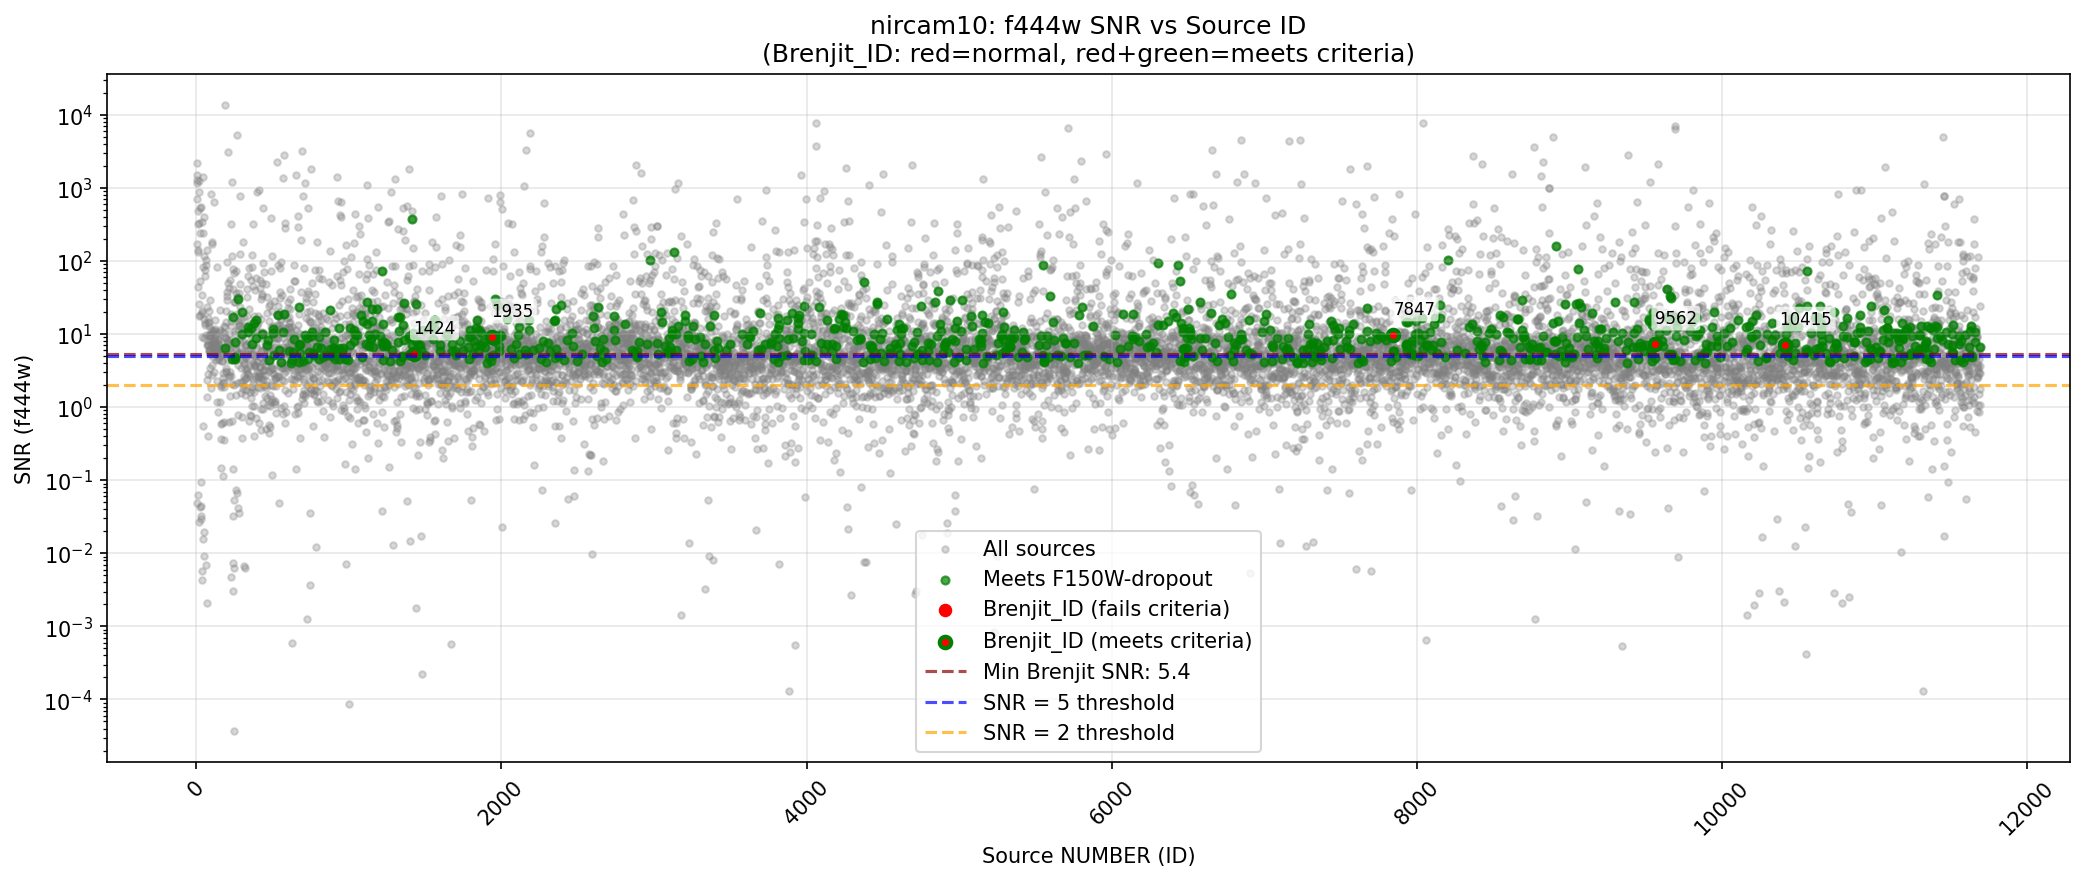 nircam10: f444w SNR vs Source ID
(Brenjit_ID: red=normal, red+green=meets criteria)
SNR (f444w)
10^4
10^3
10^2
10^1
10^0
10^-1
10^-2
10^-3
10^-4
1424
1935
7847
9562
10415
All sources
Meets F150W-dropout
Brenjit_ID (fails criteria)
Brenjit_ID (meets criteria)
Min Brenjit SNR: 5.4
SNR = 5 threshold
SNR = 2 threshold
0
2000
4000
6000
8000
10000
12000
Source NUMBER (ID)